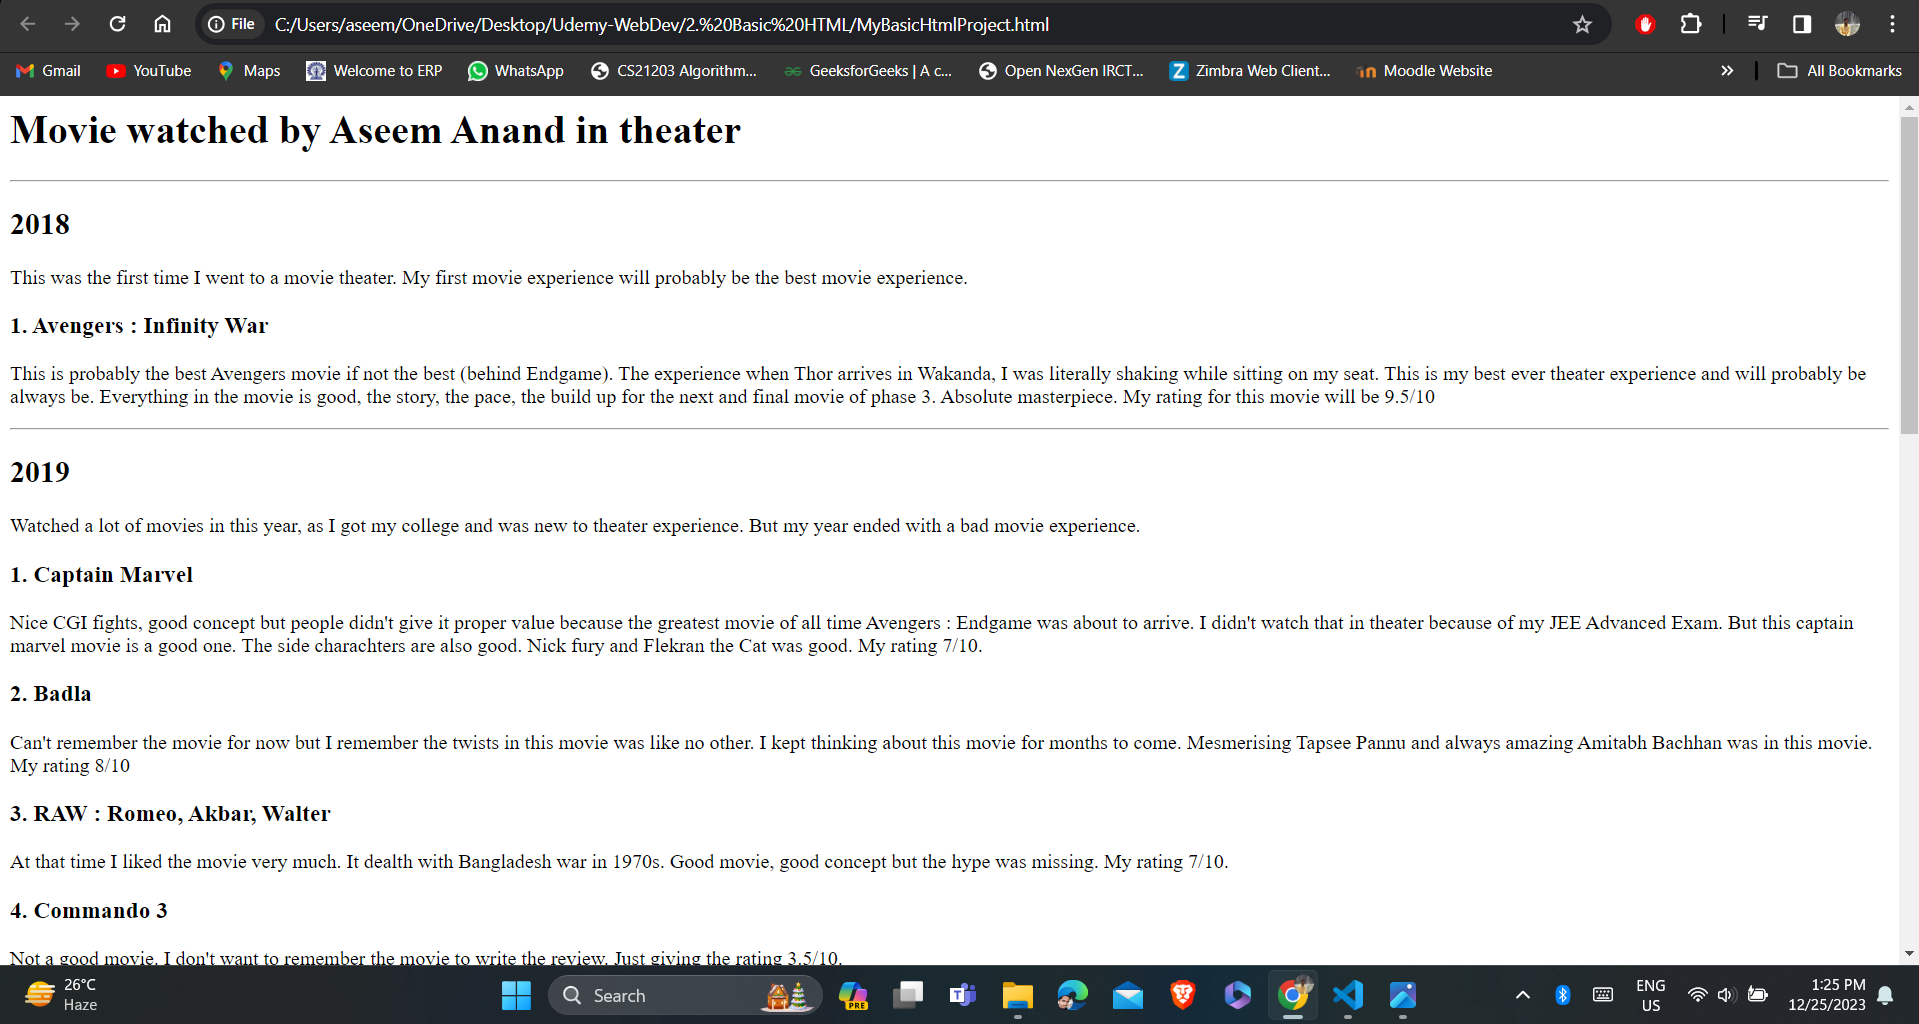 File C:/Users/aseem/OneDrive/Desktop/Udemy-WebDev/2.%20Basic%20HTML/MyBasicHtmlProject.html
Gmail YouTube Maps Welcome to ERP WhatsApp CS21203 Algorithm... GeeksforGeeks | A c... Open NexGen IRCT... Zimbra Web Client... Moodle Website » All Bookmarks
Movie watched by Aseem Anand in theater
2018
This was the first time I went to a movie theater. My first movie experience will probably be the best movie experience.
1. Avengers : Infinity War
This is probably the best Avengers movie if not the best (behind Endgame). The experience when Thor arrives in Wakanda, I was literally shaking while sitting on my seat. This is my best ever theater experience and will probably be
always be. Everything in the movie is good, the story, the pace, the build up for the next and final movie of phase 3. Absolute masterpiece. My rating for this movie will be 9.5/10
2019
Watched a lot of movies in this year, as I got my college and was new to theater experience. But my year ended with a bad movie experience.
1. Captain Marvel
Nice CGI fights, good concept but people didn't give it proper value because the greatest movie of all time Avengers : Endgame was about to arrive. I didn't watch that in theater because of my JEE Advanced Exam. But this captain
marvel movie is a good one. The side charachters are also good. Nick fury and Flekran the Cat was good. My rating 7/10.
2. Badla
Can't remember the movie for now but I remember the twists in this movie was like no other. I kept thinking about this movie for months to come. Mesmerising Tapsee Pannu and always amazing Amitabh Bachhan was in this movie.
My rating 8/10
3. RAW : Romeo, Akbar, Walter
At that time I liked the movie very much. It dealth with Bangladesh war in 1970s. Good movie, good concept but the hype was missing. My rating 7/10.
4. Commando 3
Not a good movie. I don't want to remember the movie to write the review. Just giving the rating 3.5/10.
26°C
Haze
Search
PRE
ENG
US
1:25 PM
12/25/2023